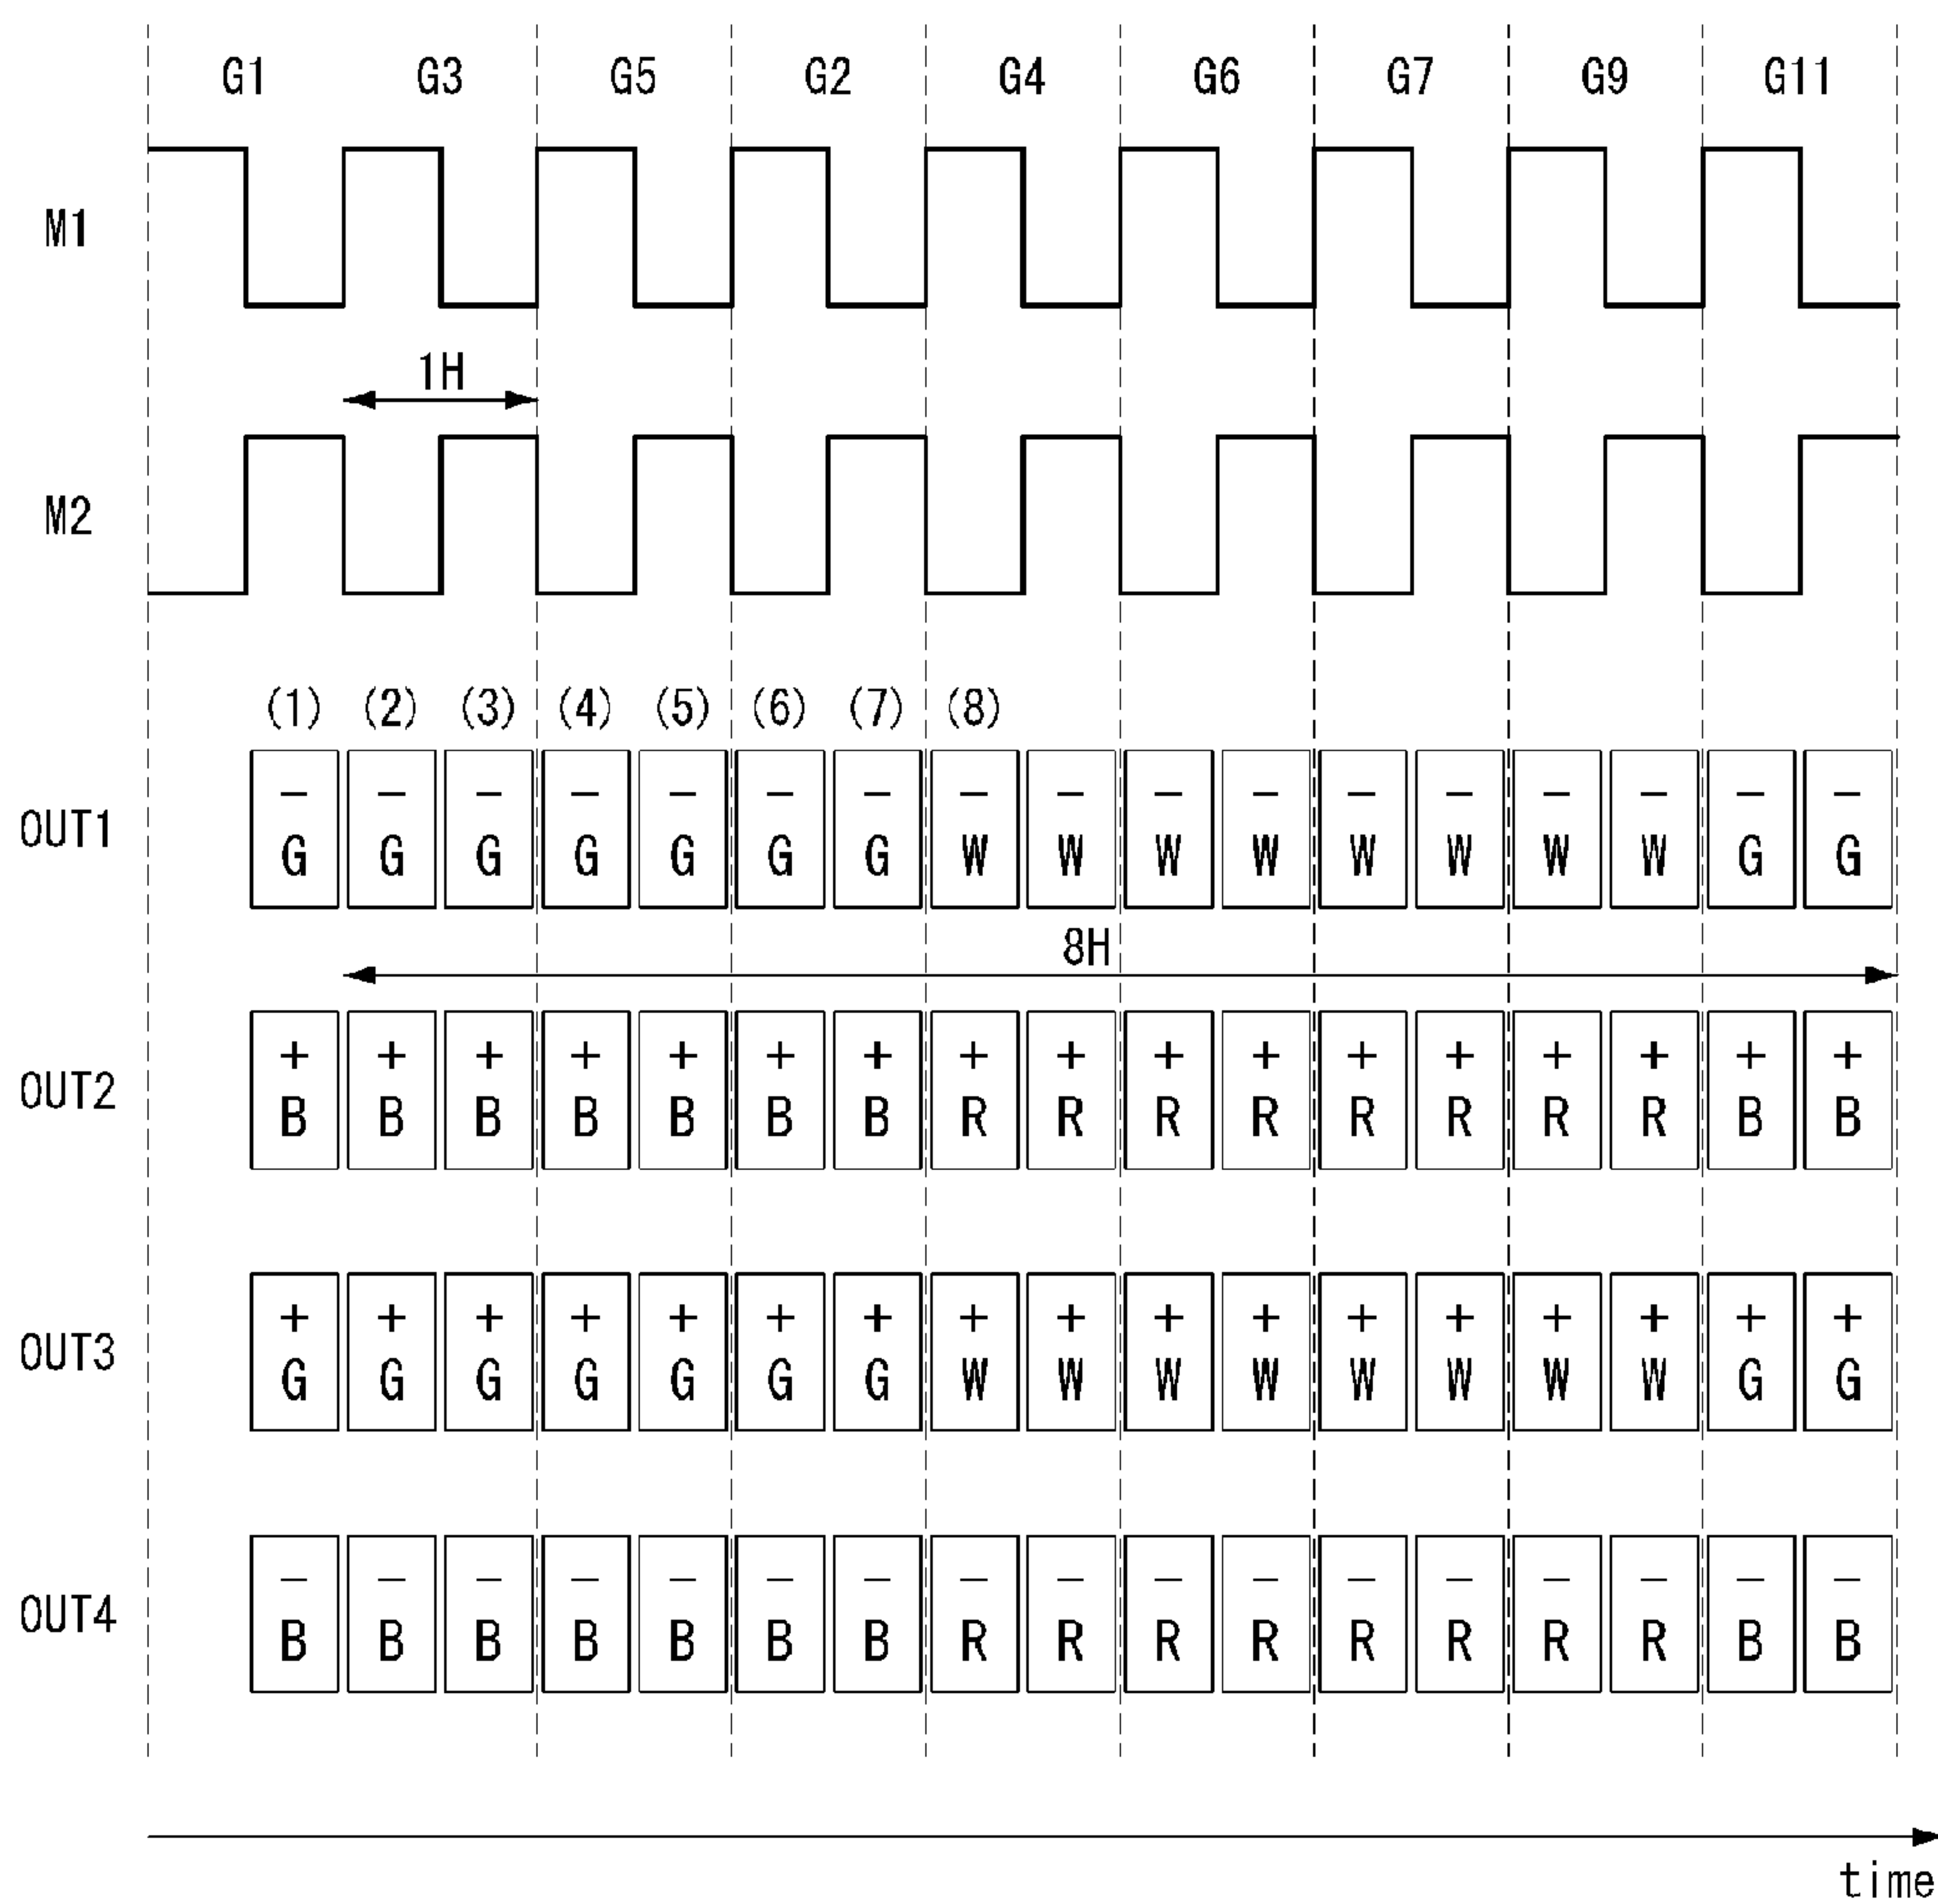 G1 G3 G5 G2 G4 G6 G7 G9 G11
M1
1H
M2
(1) (2) (3) (4) (5) (6) (7) (8)
− − − − − − − − − − − − − − − − −
OUT1 G G G G G G G W W W W W W W W G G
8H
+ + + + + + + + + + + + + + + + +
OUT2 B B B B B B B R R R R R R R R B B
+ + + + + + + + + + + + + + + + +
OUT3 G G G G G G G W W W W W W W W G G
− − − − − − − − − − − − − − − − −
OUT4 B B B B B B B R R R R R R R R B B
time